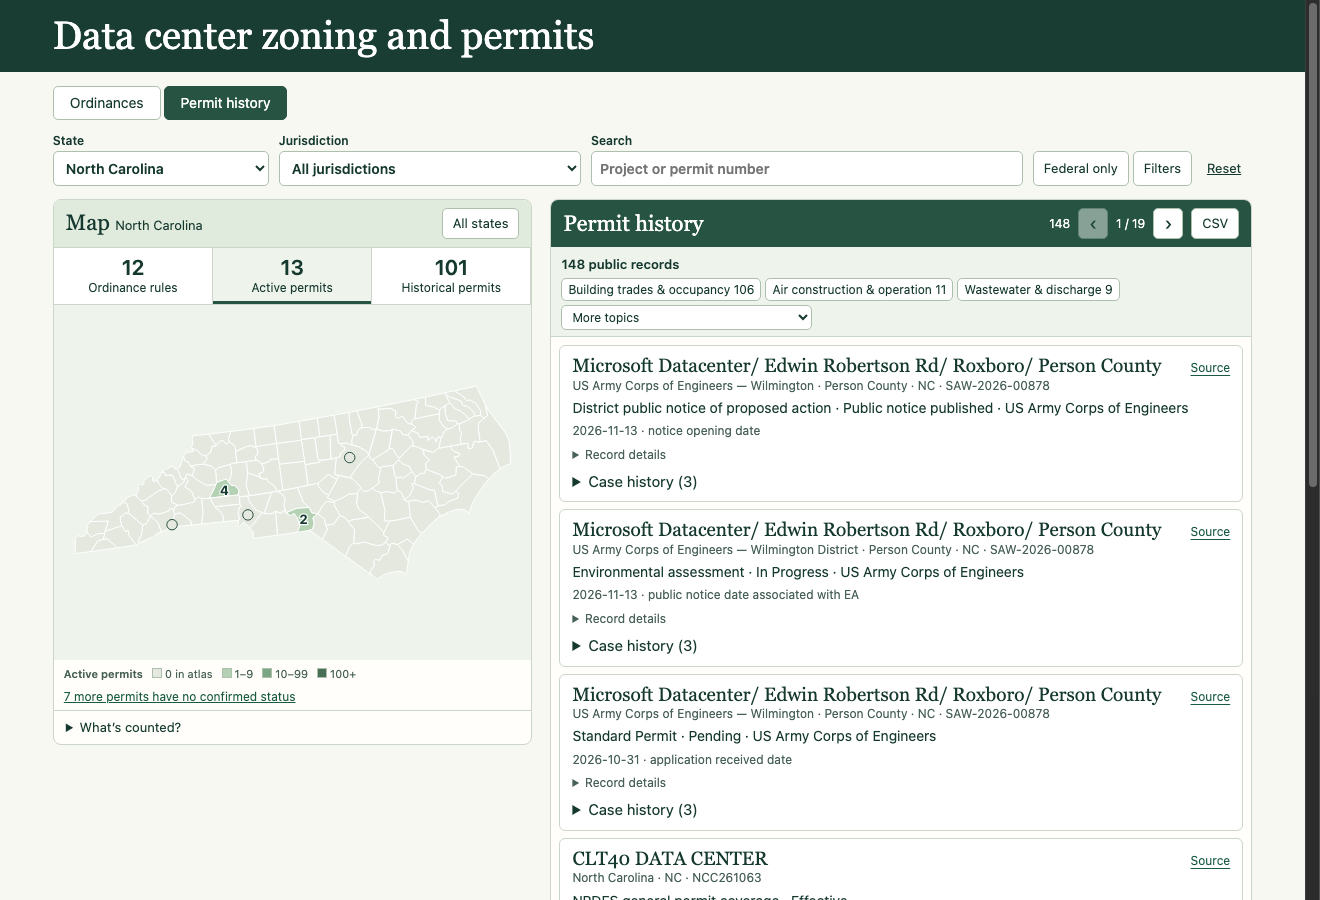 Data center zoning and permits
Ordinances
Permit history
State
Jurisdiction
Search
North Carolina
All jurisdictions
Project or permit number
Federal only
Filters
Reset
Map North Carolina
All states
12
Ordinance rules
13
Active permits
101
Historical permits
4
2
Active permits 0 in atlas 1–9 10–99 100+
7 more permits have no confirmed status
What's counted?
Permit history
148
1 / 19
CSV
148 public records
Building trades & occupancy 106
Air construction & operation 11
Wastewater & discharge 9
More topics
Microsoft Datacenter/ Edwin Robertson Rd/ Roxboro/ Person County
Source
US Army Corps of Engineers — Wilmington · Person County · NC · SAW-2026-00878
District public notice of proposed action · Public notice published · US Army Corps of Engineers
2026-11-13 · notice opening date
Record details
Case history (3)
Microsoft Datacenter/ Edwin Robertson Rd/ Roxboro/ Person County
Source
US Army Corps of Engineers — Wilmington District · Person County · NC · SAW-2026-00878
Environmental assessment · In Progress · US Army Corps of Engineers
2026-11-13 · public notice date associated with EA
Record details
Case history (3)
Microsoft Datacenter/ Edwin Robertson Rd/ Roxboro/ Person County
Source
US Army Corps of Engineers — Wilmington · Person County · NC · SAW-2026-00878
Standard Permit · Pending · US Army Corps of Engineers
2026-10-31 · application received date
Record details
Case history (3)
CLT40 DATA CENTER
Source
North Carolina · NC · NCC261063
NPDES general permit coverage · Effective